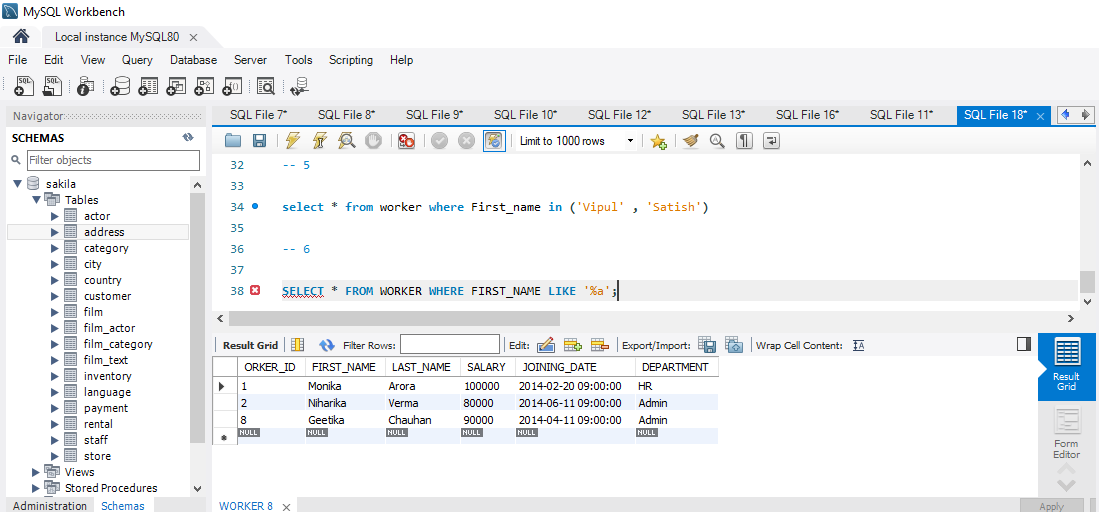 MySQL Workbench
Local instance MySQL80
File Edit View Query Database Server Tools Scripting Help
Navigator
SCHEMAS
Filter objects
sakila
Tables
actor
address
category
city
country
customer
film
film_actor
film_category
film_text
inventory
language
payment
rental
staff
store
Views
Stored Procedures
Administration Schemas
SQL File 7* SQL File 8* SQL File 9* SQL File 10* SQL File 12* SQL File 13* SQL File 16* SQL File 11* SQL File 18*
Limit to 1000 rows
32 -- 5
33
34 select * from worker where First_name in ('Vipul' , 'Satish')
35
36 -- 6
37
38 SELECT * FROM WORKER WHERE FIRST_NAME LIKE '%a';
Result Grid Filter Rows: Edit: Export/Import: Wrap Cell Content:
ORKER_ID FIRST_NAME LAST_NAME SALARY JOINING_DATE DEPARTMENT
1 Monika Arora 100000 2014-02-20 09:00:00 HR
2 Niharika Verma 80000 2014-06-11 09:00:00 Admin
8 Geetika Chauhan 90000 2014-04-11 09:00:00 Admin
NULL NULL NULL NULL NULL NULL
Result
Grid
Form
Editor
WORKER 8
Apply